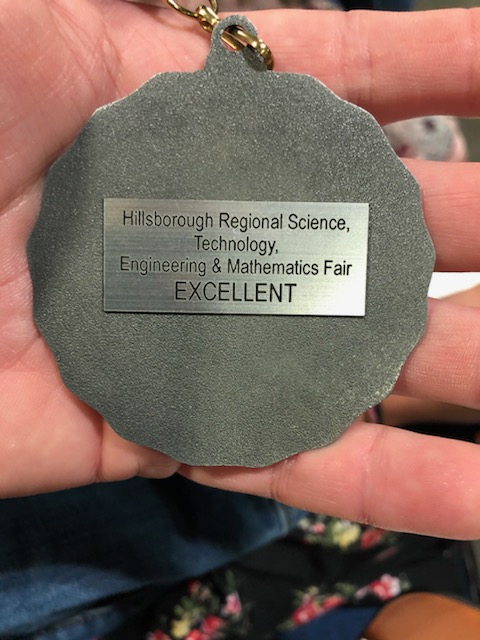 Hillsborough Regional Science,
Technology,
Engineering & Mathematics Fair
EXCELLENT